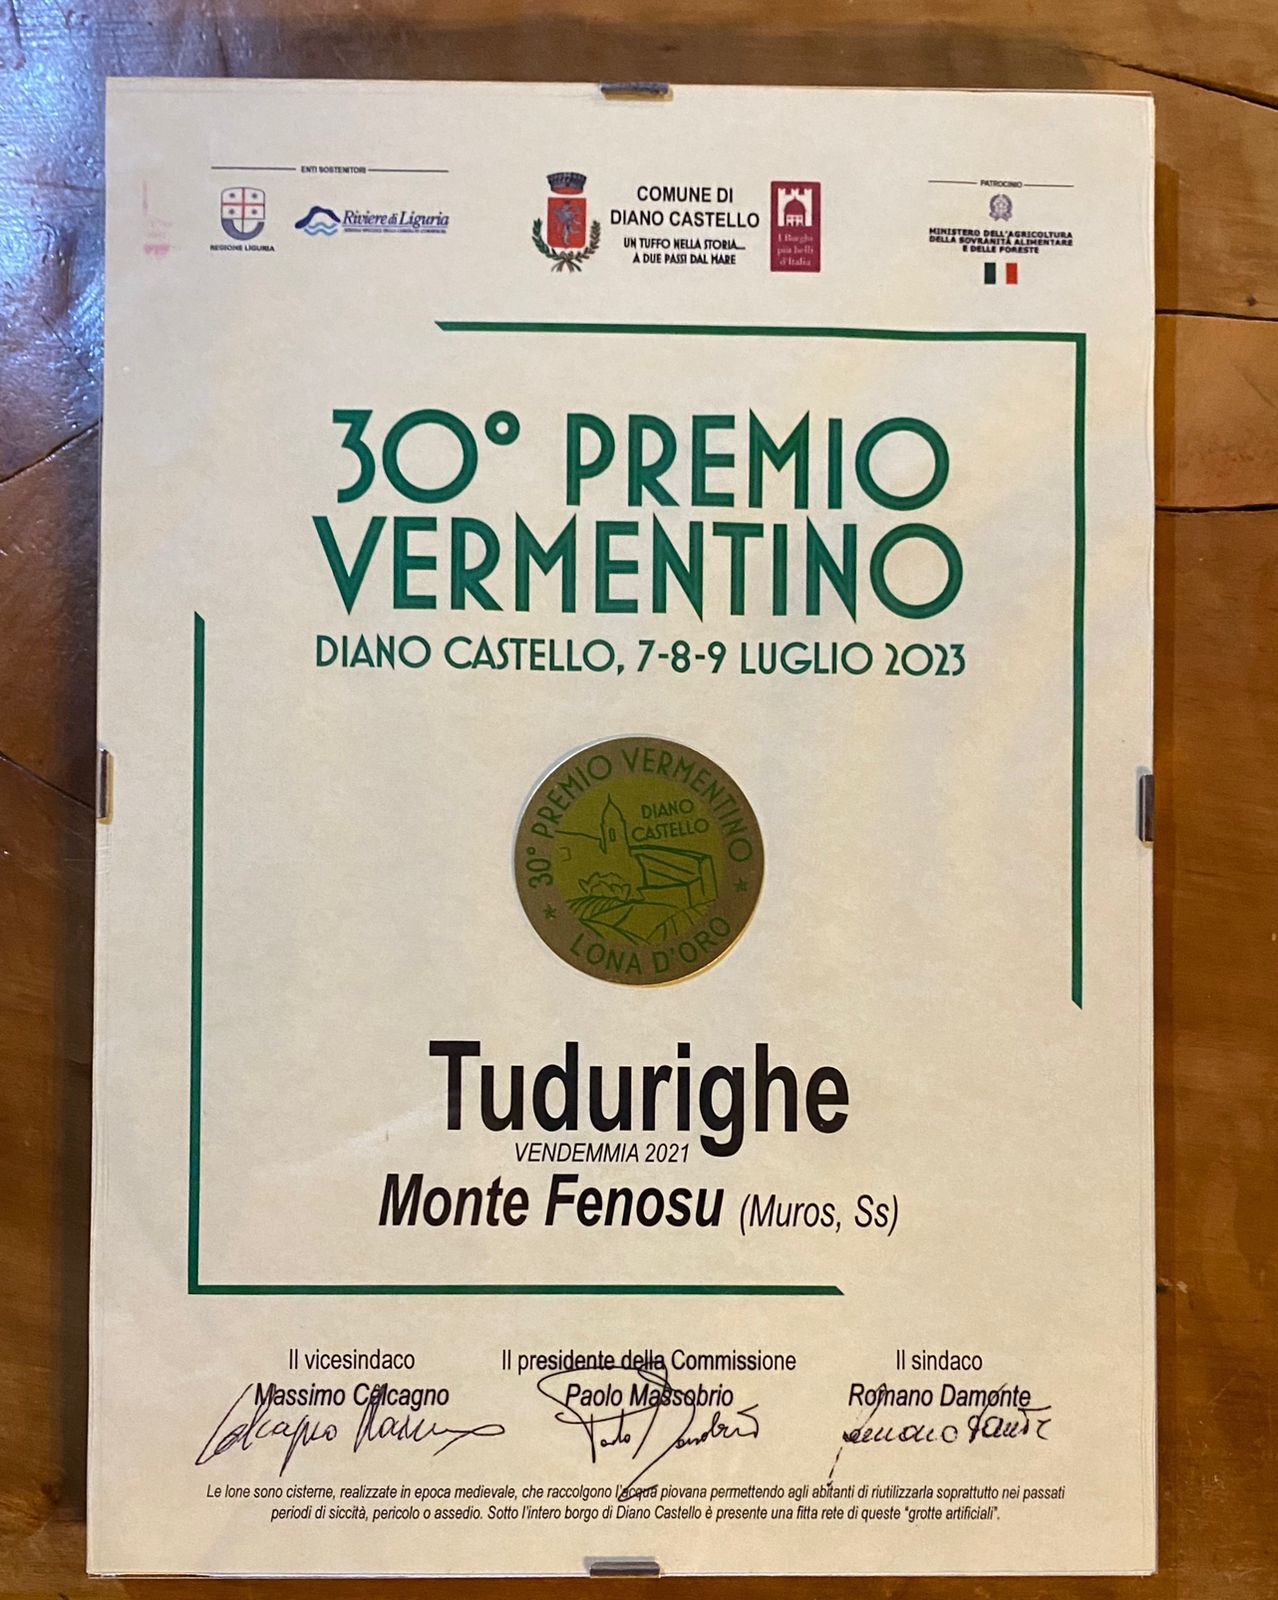 ENTI SOSTENITORI
REGIONE LIGURIA
Riviere di Liguria
COMUNE DI
DIANO CASTELLO
UN TUFFO NELLA STORIA...
A DUE PASSI DAL MARE
I Borghi
più belli
d'Italia
PATROCINIO
MINISTERO DELL'AGRICOLTURA
DELLA SOVRANITÀ ALIMENTARE
E DELLE FORESTE
30° PREMIO
VERMENTINO
DIANO CASTELLO, 7-8-9 LUGLIO 2023
30° PREMIO VERMENTINO
DIANO
CASTELLO
LONA D'ORO
Tudurighe
VENDEMMIA 2021
Monte Fenosu (Muros, Ss)
Il vicesindaco
Massimo Calcagno
Il presidente della Commissione
Paolo Massobrio
Il sindaco
Romano Damonte
Le lone sono cisterne, realizzate in epoca medievale, che raccolgono l'acqua piovana permettendo agli abitanti di riutilizzarla soprattutto nei passati
periodi di siccità, pericolo o assedio. Sotto l'intero borgo di Diano Castello è presente una fitta rete di queste "grotte artificiali".